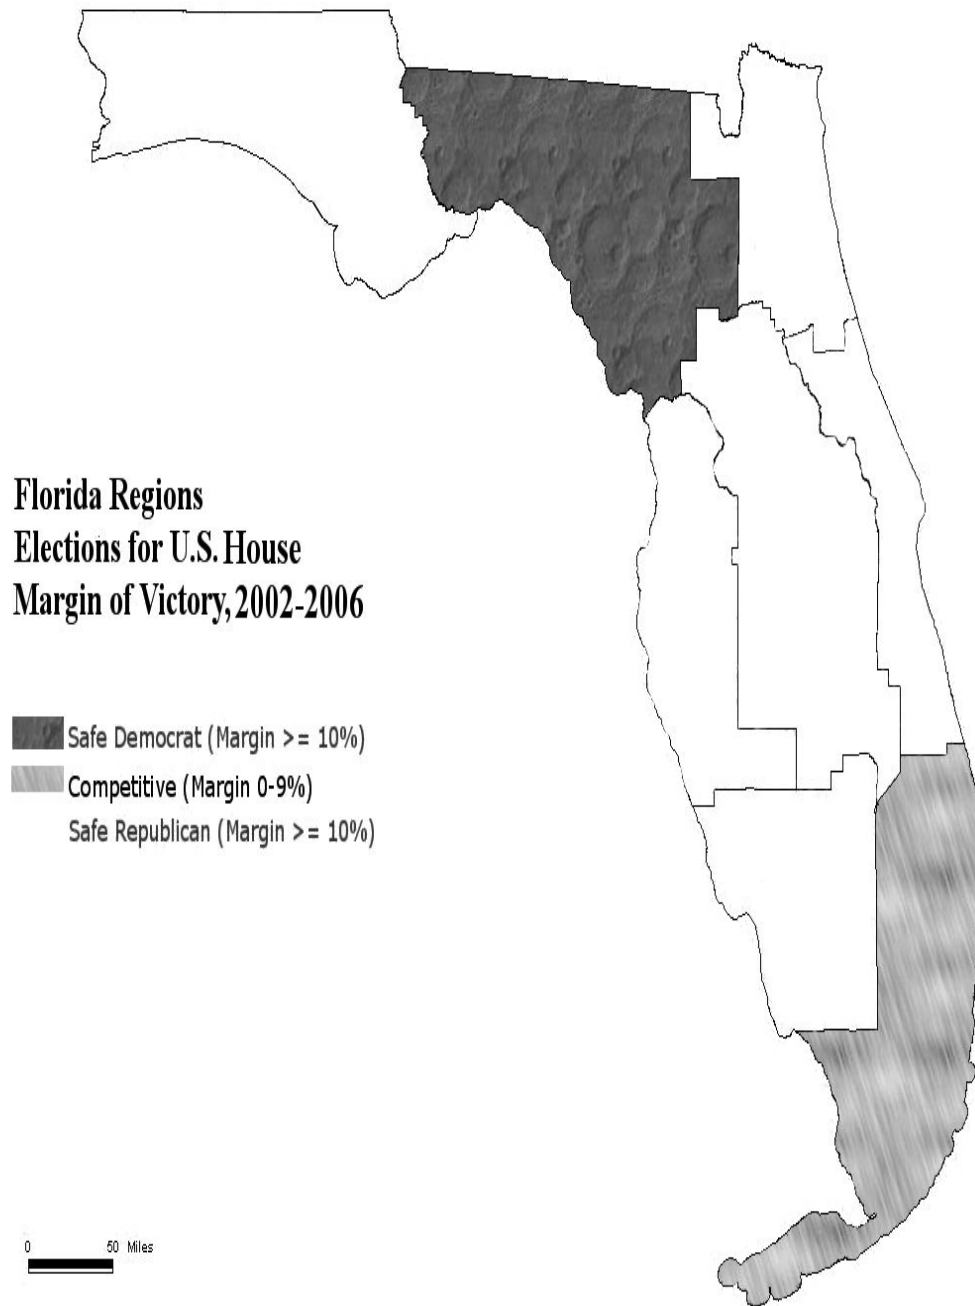 Florida Regions
Elections for U.S. House
Margin of Victory, 2002-2006
Safe Democrat (Margin >= 10%)
Competitive (Margin 0-9%)
Safe Republican (Margin >= 10%)
0 50 Miles